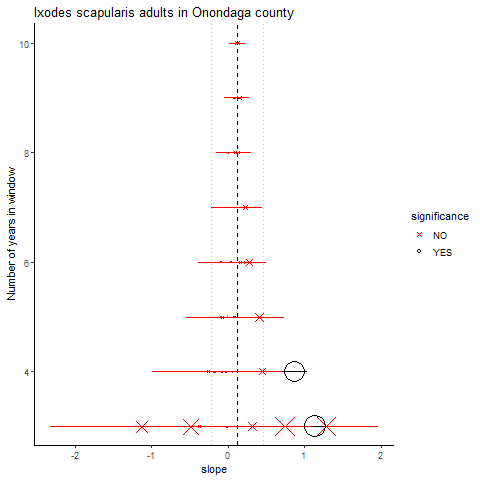 Ixodes scapularis adults in Onondaga county
Number of years in window
10
8
6
4
-2
-1
0
1
2
slope
significance
NO
YES